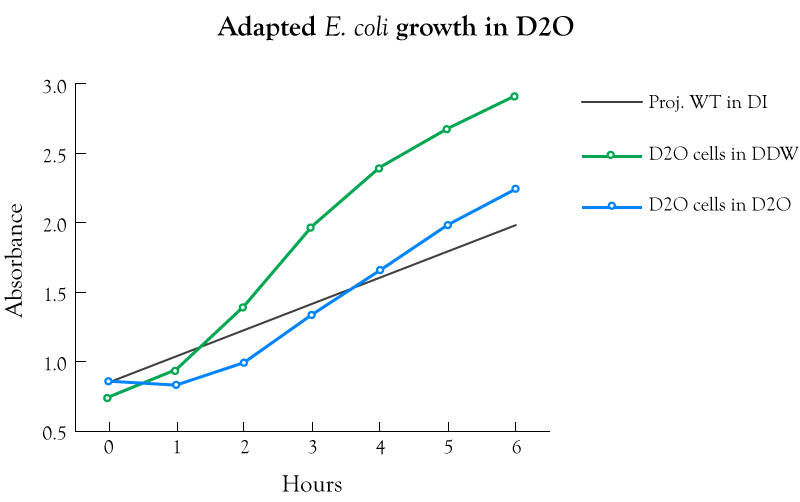 Adapted E. coli growth in D2O
3.0
2.5
2.0
1.5
1.0
0.5
Absorbance
0 1 2 3 4 5 6
Hours
Proj. WT in DI
D2O cells in DDW
D2O cells in D2O